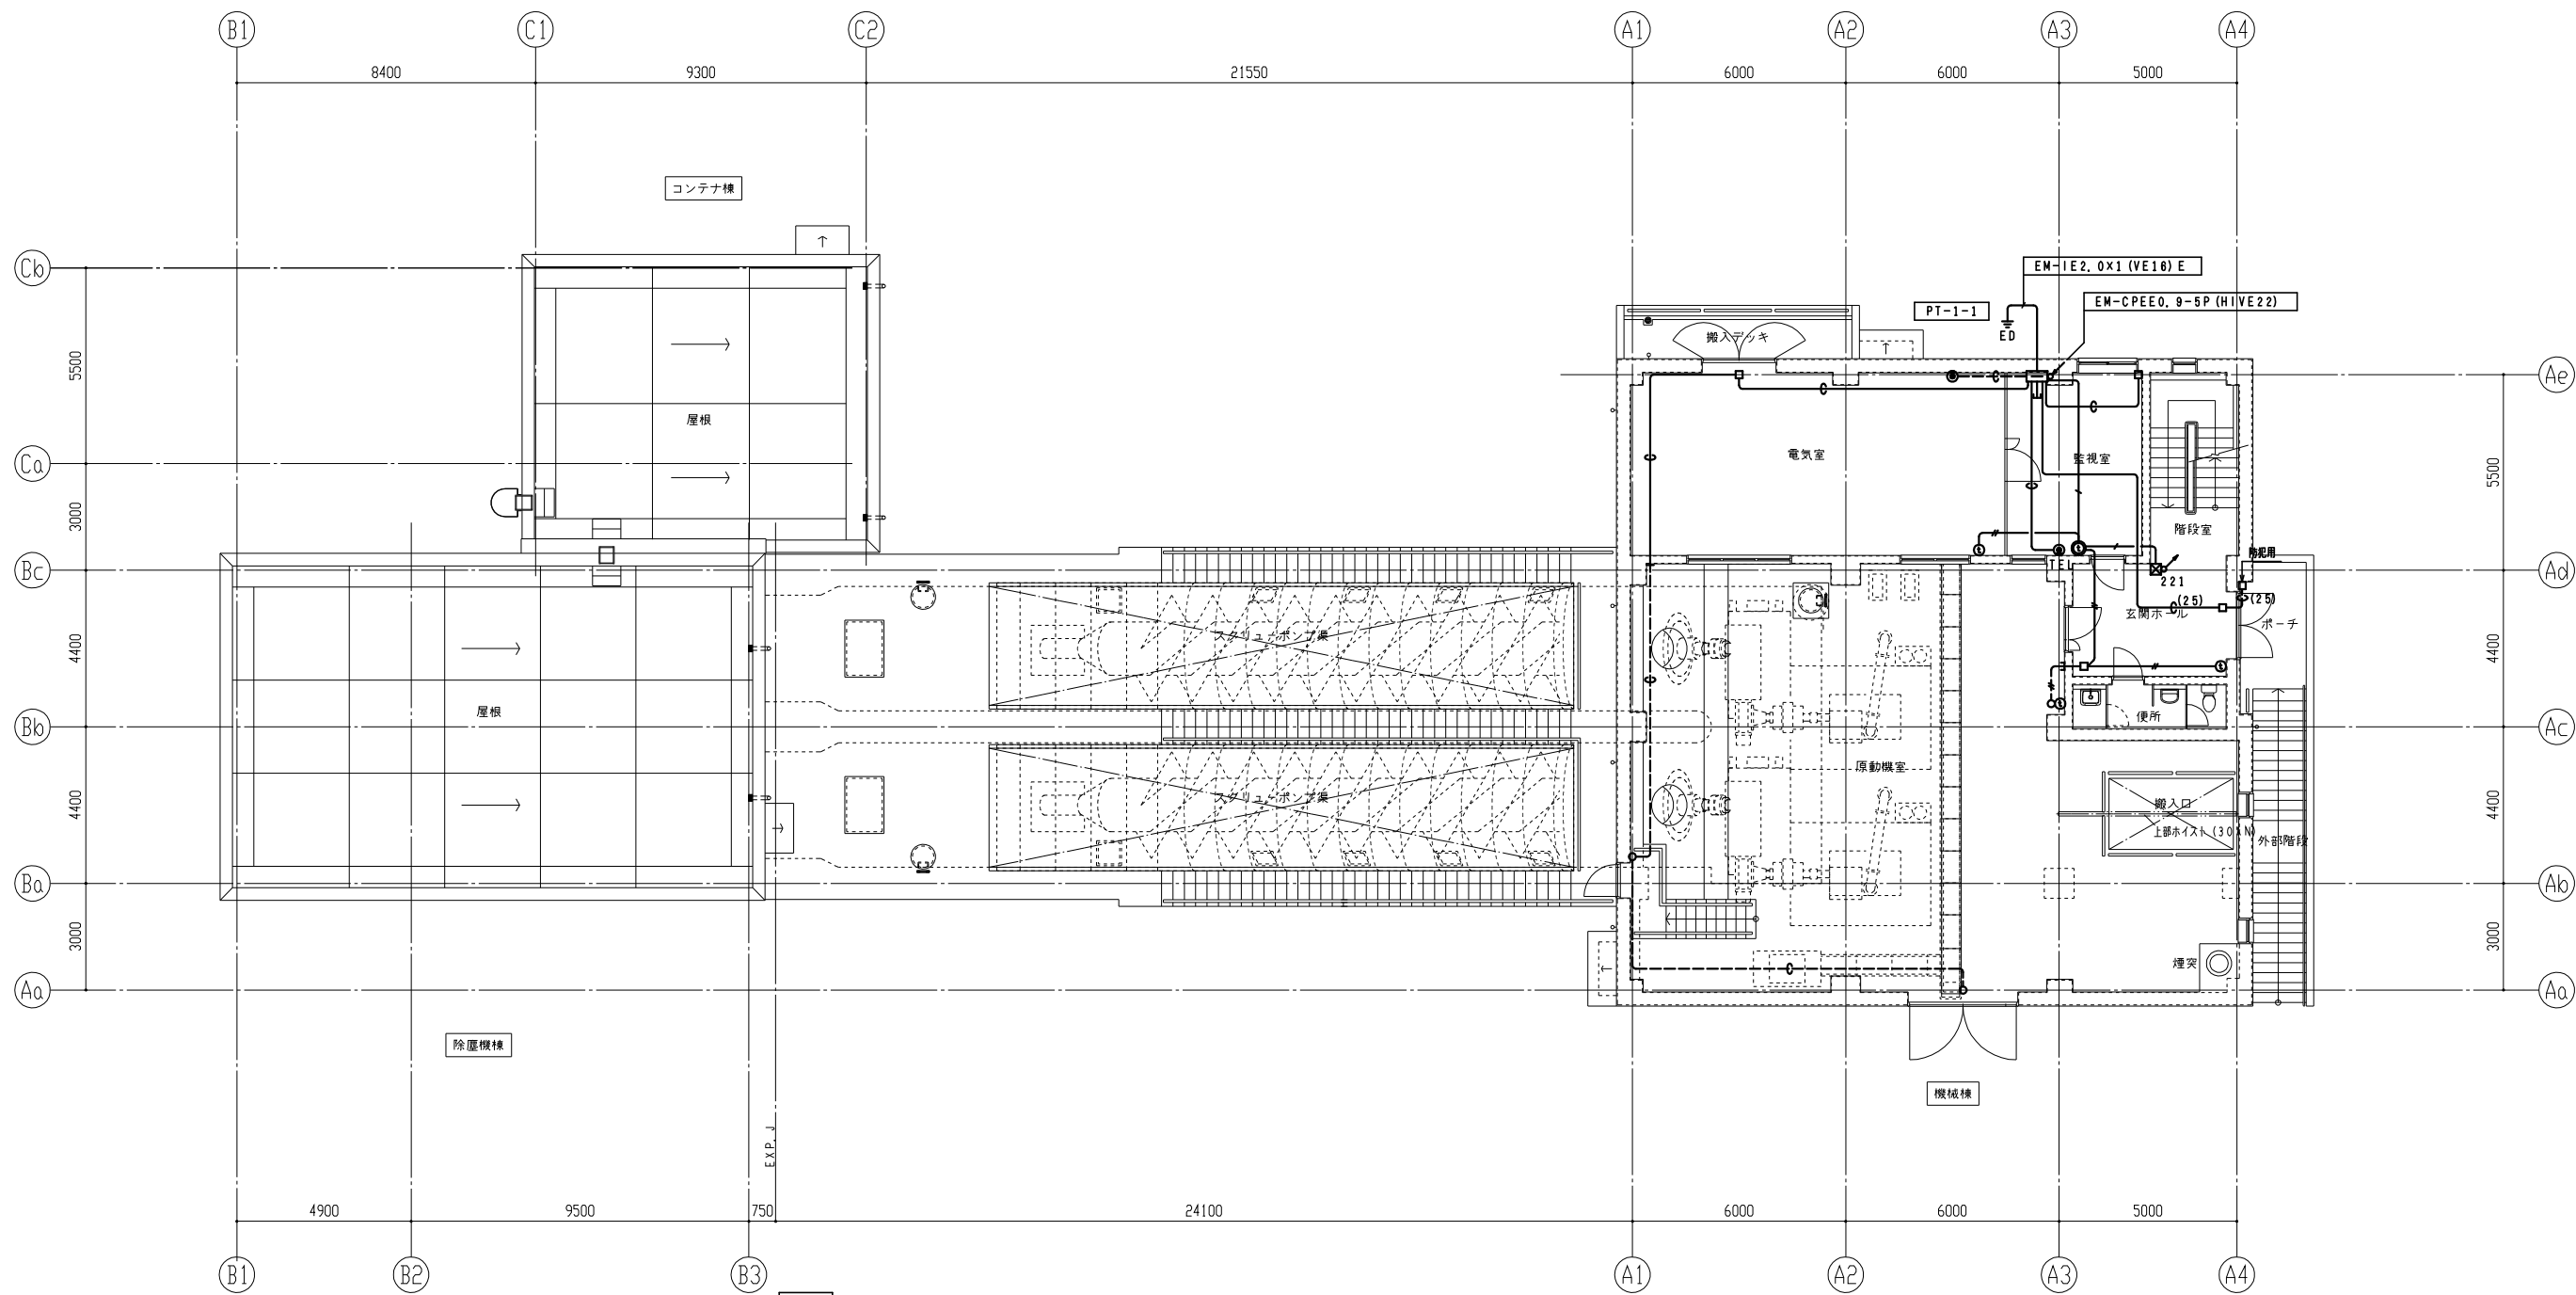 B1
C1
C2
A1
A2
A3
A4
8400
9300
21550
6000
6000
5000
コンテナ棟
Cb
EM-IE2.0×1(VE16)E
EM-CPEE0.9-5P(HIVE22)
PT-1-1
ED
搬入デッキ
5500
Ae
屋根
Ca
電気室
監視室
5500
3000
階段室
防犯用
Bc
TEL
Ad
221
(25)
(25)
玄関ホール
ポーチ
スクリューポンプ渠
4400
4400
屋根
便所
Bb
Ac
原動機室
スクリューポンプ渠
搬入口
4400
4400
上部ホイスト(30kN)
外部階段
Ba
Ab
3000
3000
煙突
Aa
Aa
除塵機棟
機械棟
EXP.J
4900
9500
750
24100
6000
6000
5000
B1
B2
B3
A1
A2
A3
A4